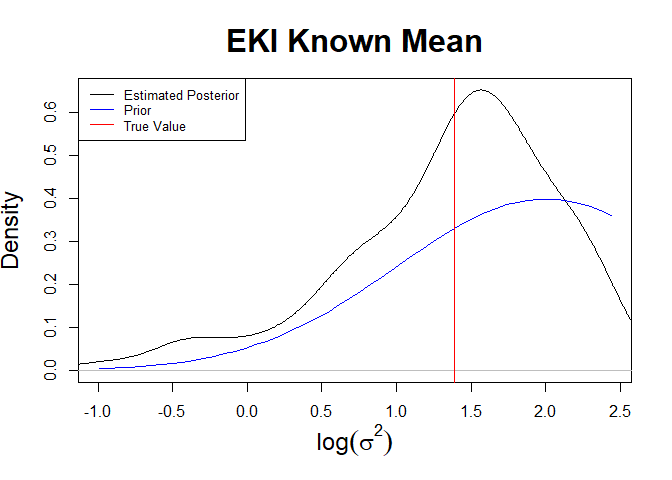 EKI Known Mean
Estimated Posterior
Prior
True Value
Density
0.0 0.1 0.2 0.3 0.4 0.5 0.6
-1.0 -0.5 0.0 0.5 1.0 1.5 2.0 2.5
log(σ²)